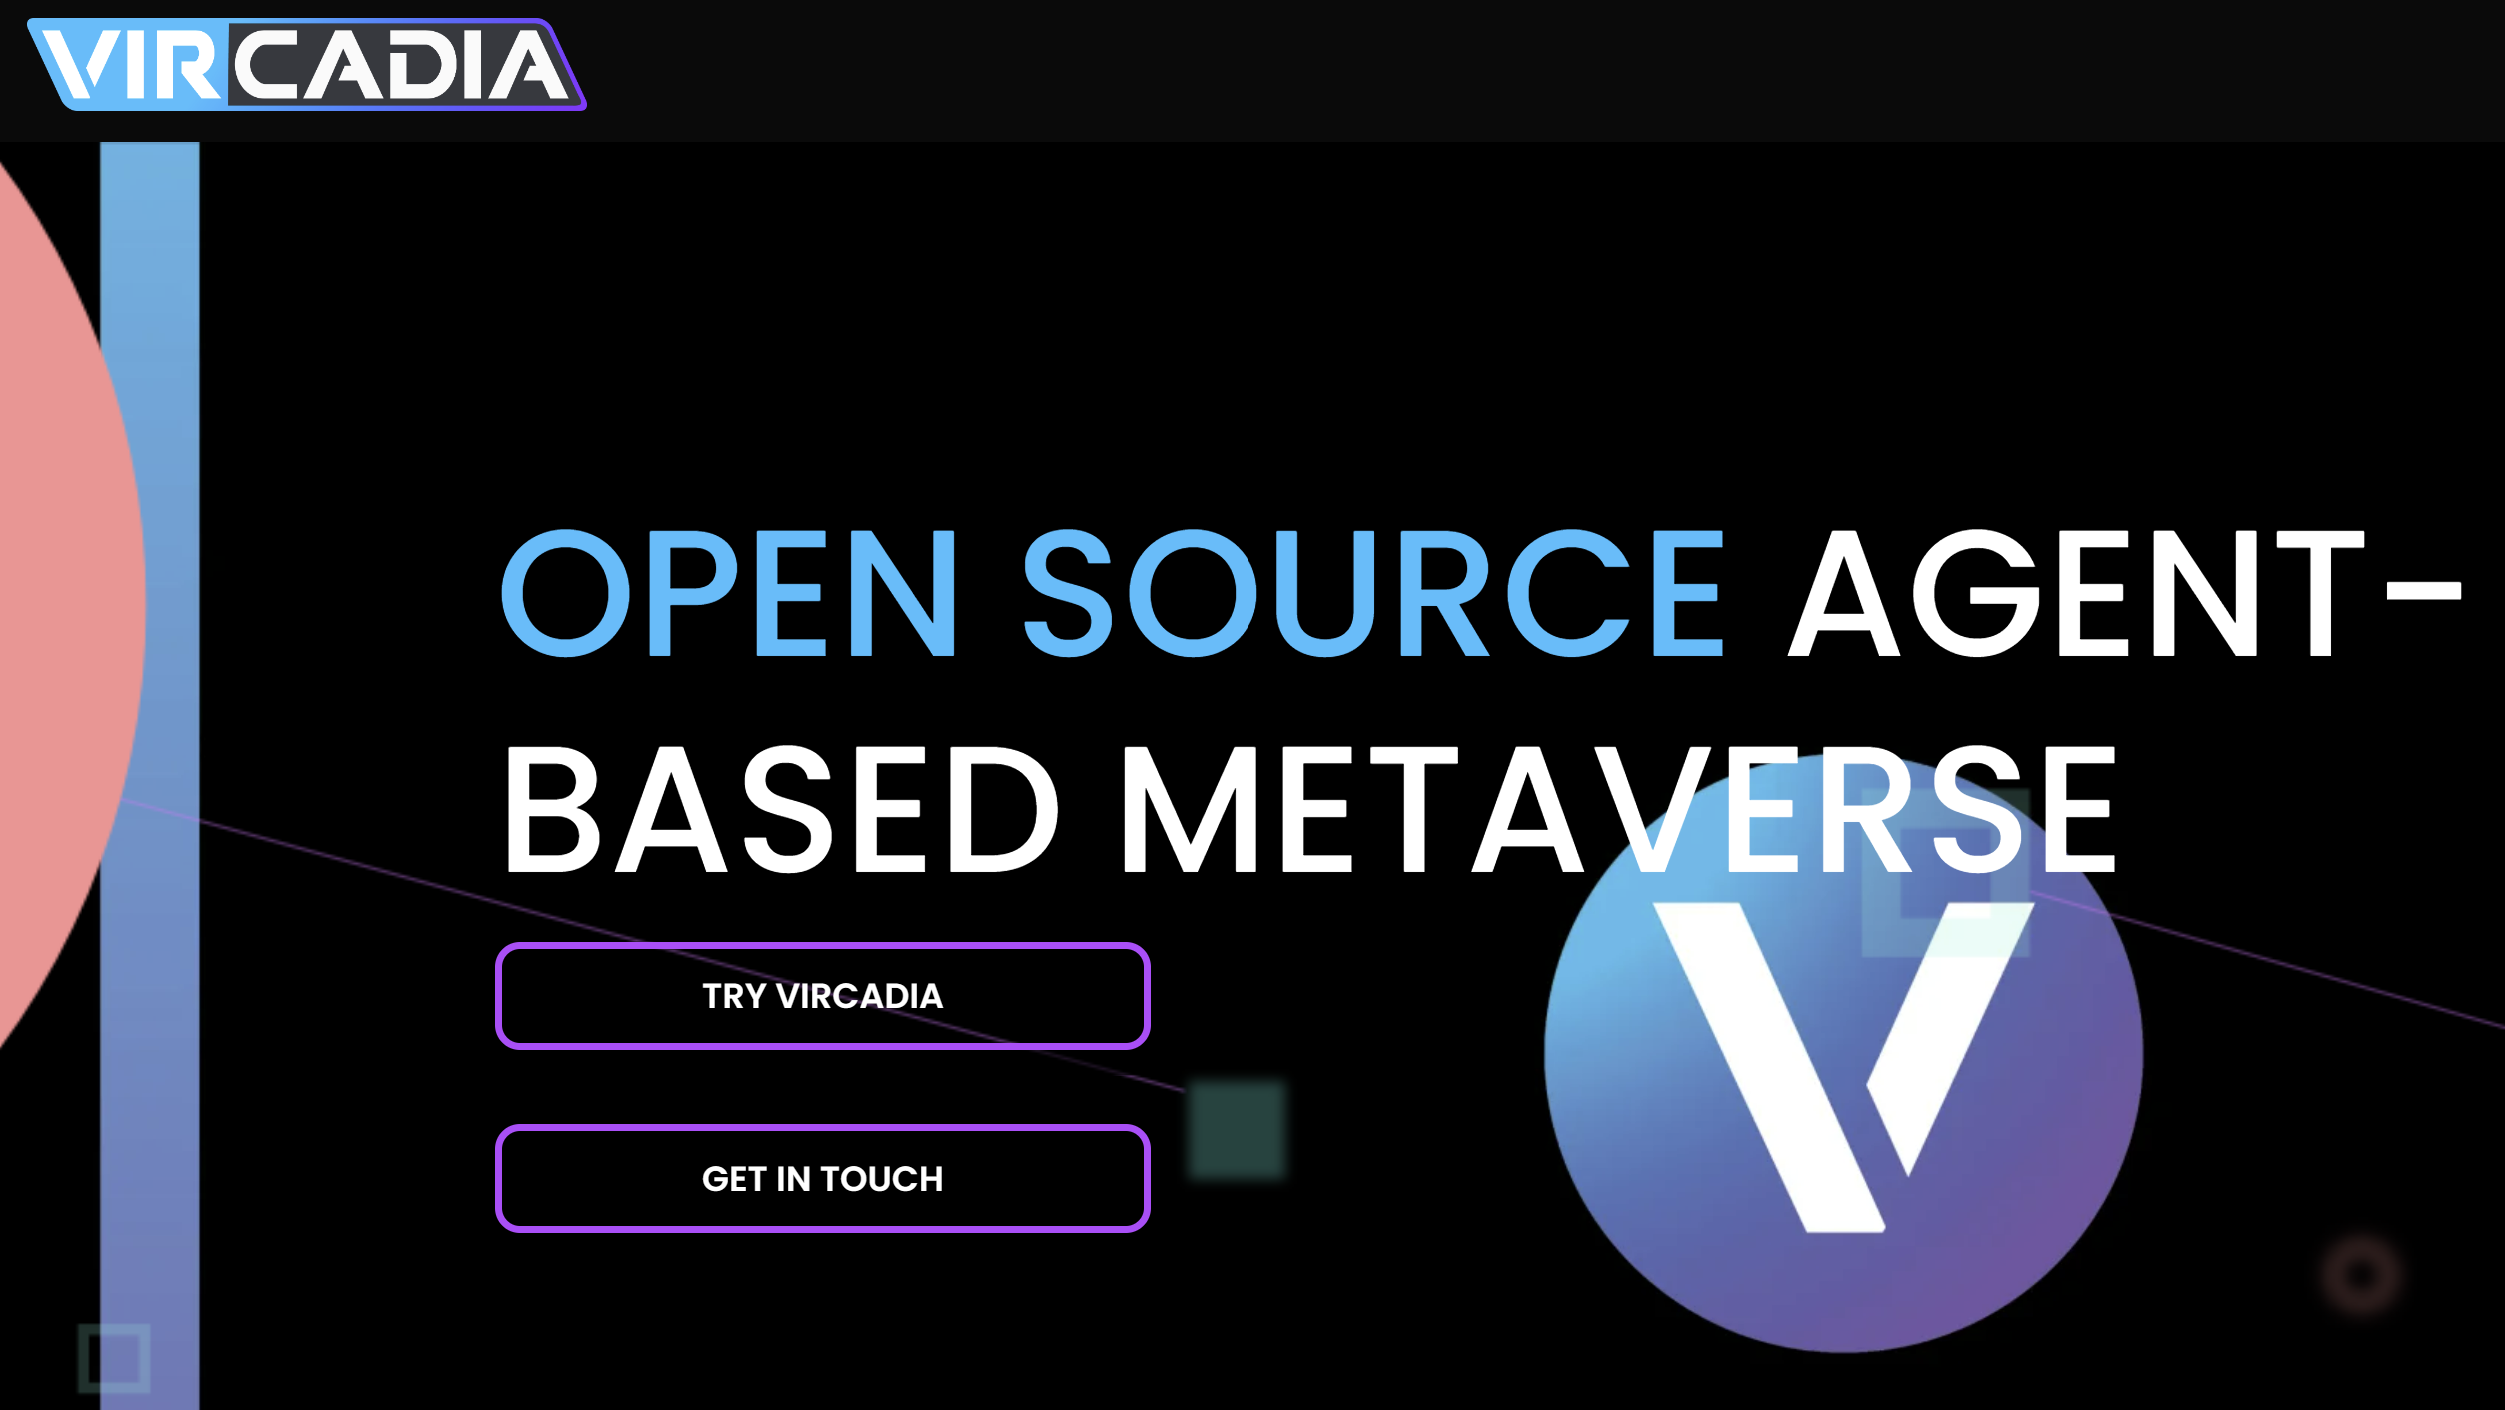 VIRCADIA
OPEN SOURCE AGENT-
BASED METAVERSE
TRY VIRCADIA
GET IN TOUCH
V